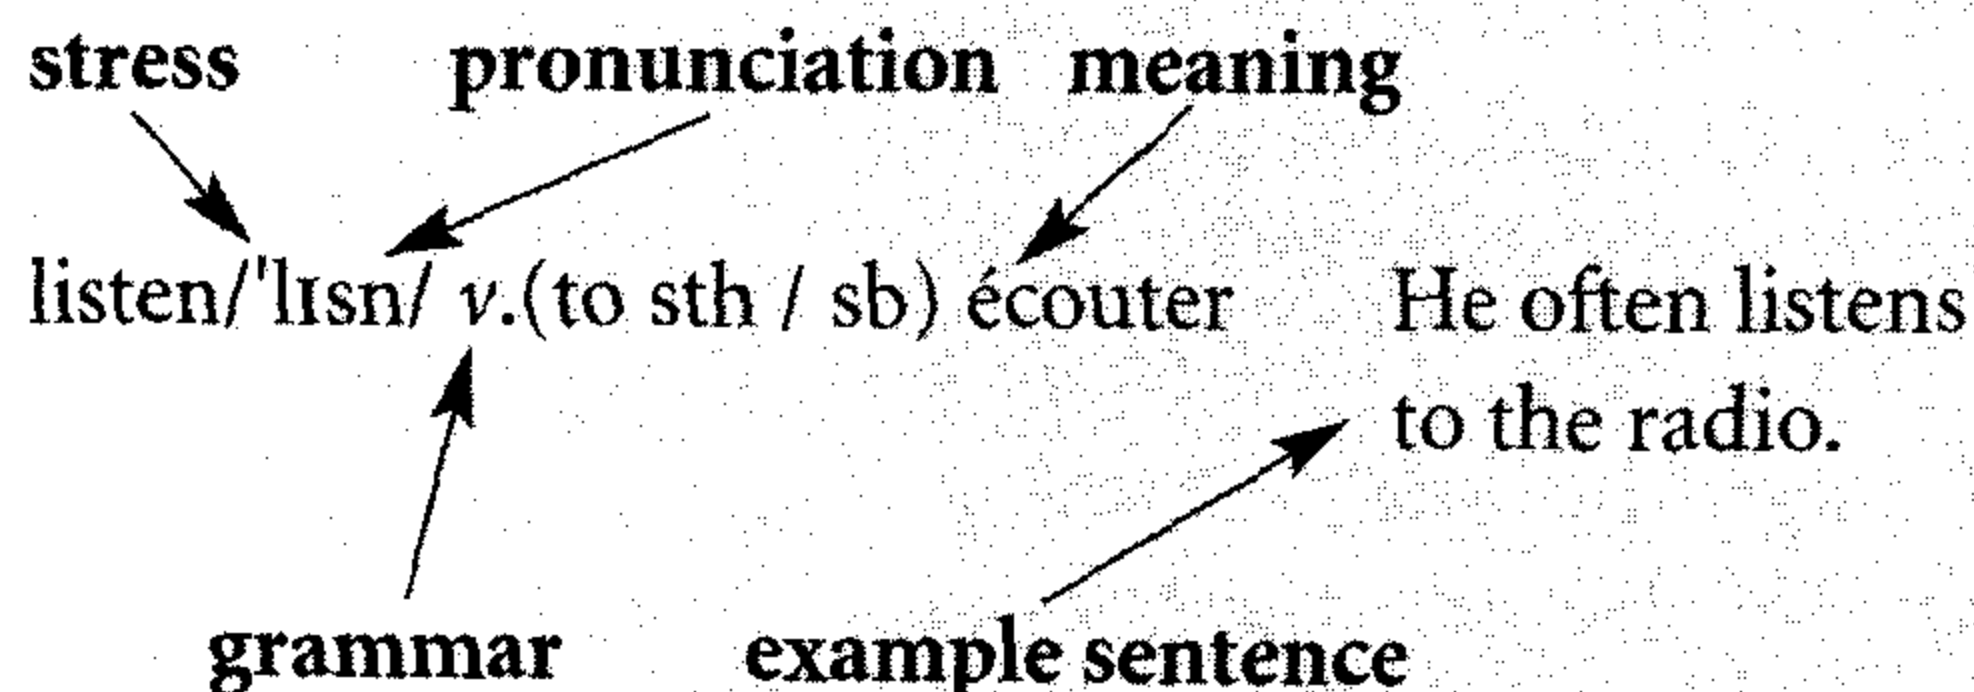 stress pronunciation meaning
listen/ˈlɪsn/ v.(to sth / sb) écouter He often listens
to the radio.
grammar example sentence